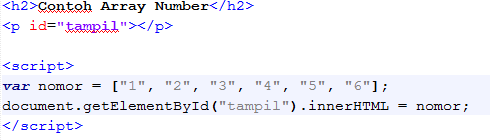 <h2>Contoh Array Number</h2>
<p id="tampil"></p>
<script>
var nomor = ["1", "2", "3", "4", "5", "6"];
document.getElementById("tampil").innerHTML = nomor;
</script>